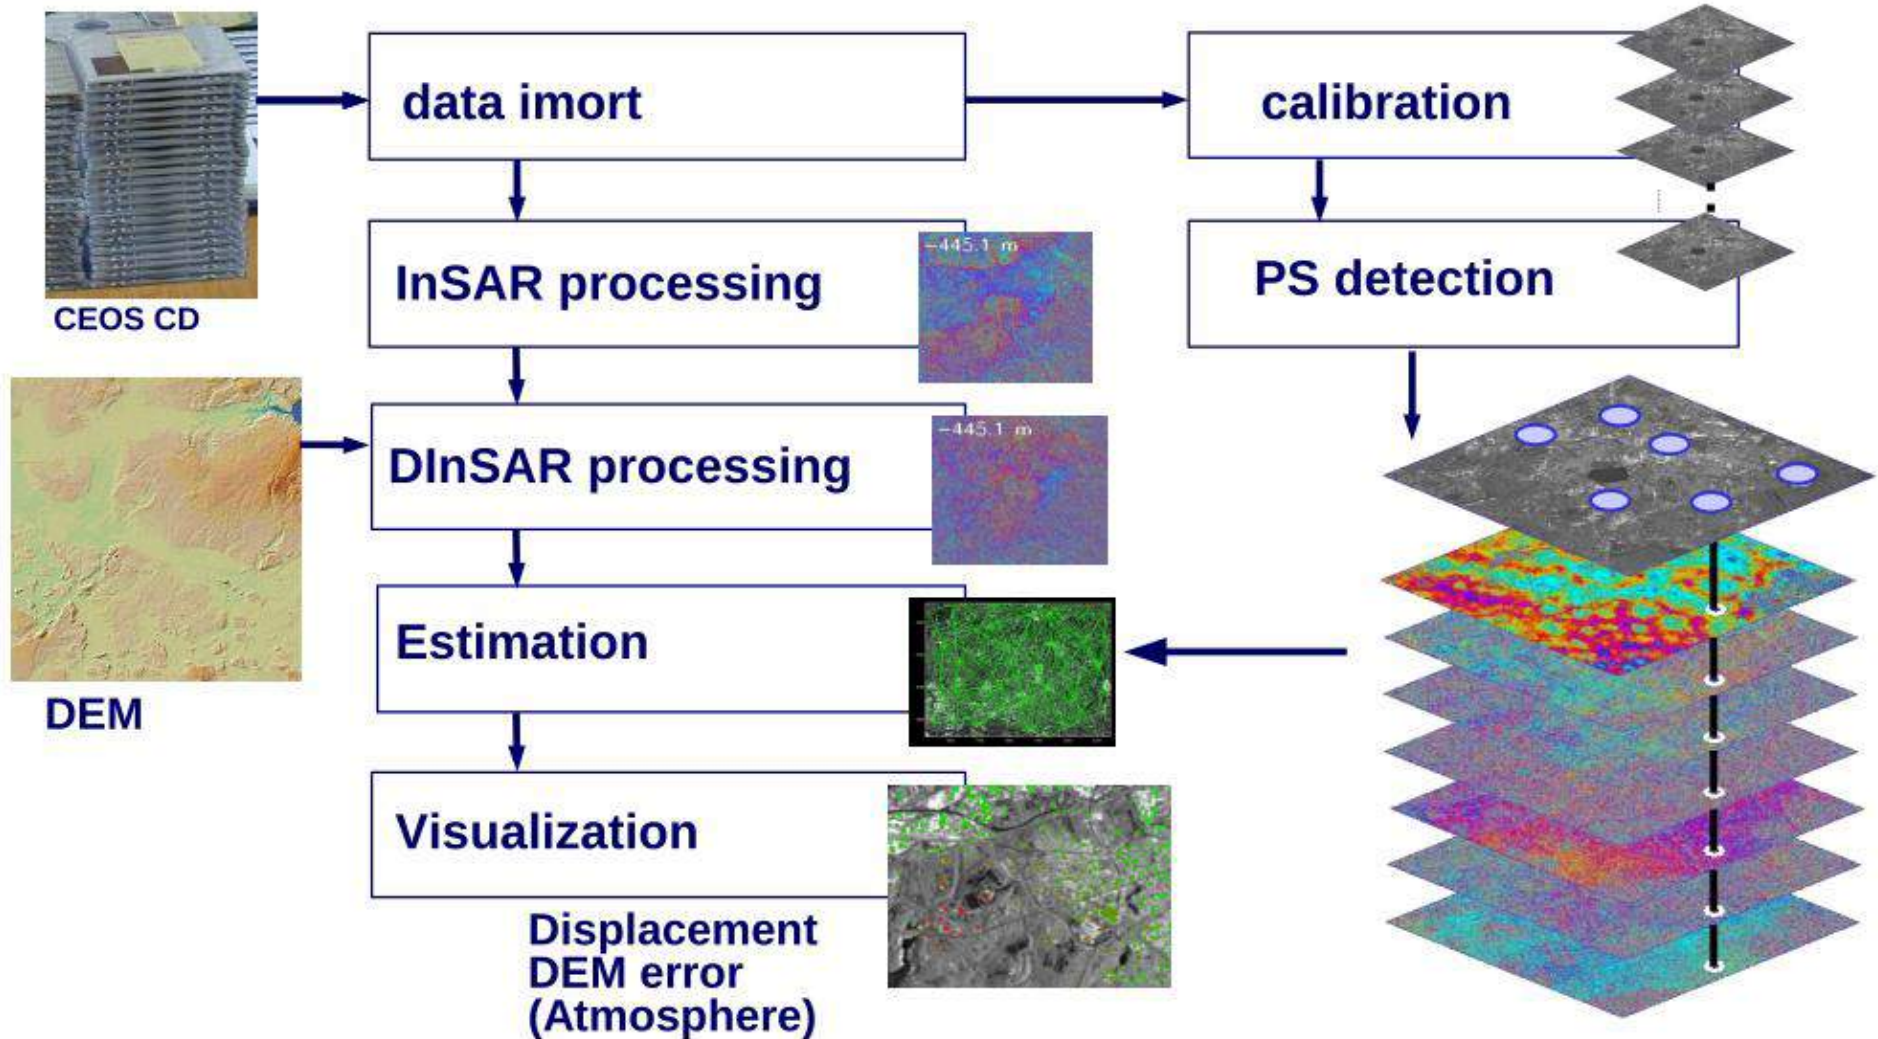 data imort
calibration
InSAR processing
-445.1 m
PS detection
CEOS CD
DInSAR processing
-445.1 m
Estimation
DEM
Visualization
Displacement
DEM error
(Atmosphere)